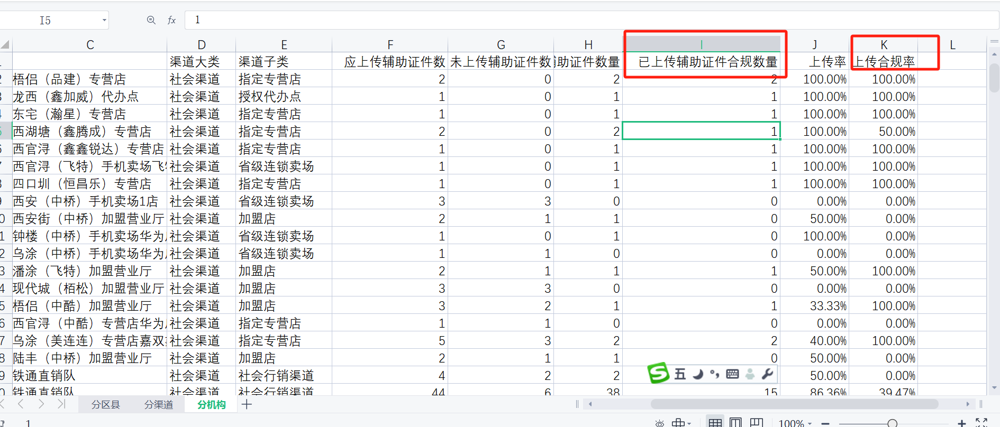 I5 fx 1
C D E F G H I J K L
渠道大类 渠道子类 应上传辅助证件数 未上传辅助证件数 助证件数量 已上传辅助证件合规数量 上传率 上传合规率
2 梧侣（品建）专营店 社会渠道 指定专营店 2 0 2 2 100.00% 100.00%
3 龙西（鑫加威）代办点 社会渠道 授权代办点 1 0 1 1 100.00% 100.00%
4 东宅（瀚星）专营店 社会渠道 指定专营店 1 0 1 1 100.00% 100.00%
5 西湖塘（鑫腾成）专营店 社会渠道 指定专营店 2 0 2 1 100.00% 50.00%
6 西官浔（鑫鑫锐达）专营店 社会渠道 指定专营店 1 0 1 1 100.00% 100.00%
7 西官浔（飞特）手机卖场飞 社会渠道 省级连锁卖场 1 0 1 1 100.00% 100.00%
8 四口圳（恒昌乐）专营店 社会渠道 指定专营店 1 0 1 1 100.00% 100.00%
9 西安（中桥）手机卖场1店 社会渠道 省级连锁卖场 3 3 0 0 0.00% 0.00%
0 西安街（中桥）加盟营业厅 社会渠道 加盟店 2 1 1 0 50.00% 0.00%
1 钟楼（中桥）手机卖场华为 社会渠道 省级连锁卖场 1 0 1 0 100.00% 0.00%
2 乌涂（中桥）手机卖场华为 社会渠道 省级连锁卖场 1 1 0 0 0.00% 0.00%
3 潘涂（飞特）加盟营业厅 社会渠道 加盟店 2 1 1 1 50.00% 100.00%
4 现代城（栢松）加盟营业厅 社会渠道 加盟店 3 3 0 0 0.00% 0.00%
5 梧侣（中酷）加盟营业厅 社会渠道 加盟店 3 2 1 1 33.33% 100.00%
6 西官浔（中酷）专营店华为 社会渠道 指定专营店 1 1 0 0 0.00% 0.00%
7 乌涂（美连连）专营店嘉双 社会渠道 指定专营店 5 3 2 2 40.00% 100.00%
8 陆丰（中桥）加盟营业厅 社会渠道 加盟店 2 1 1 0 50.00% 0.00%
9 铁通直销队 社会渠道 社会行销渠道 4 2 2 50.00% 0.00%
0 铁通直销队 社会渠道 社会行销渠道 44 6 38 15 86.36% 39.47%
S 五
分区县 分渠道 分机构
1 100%